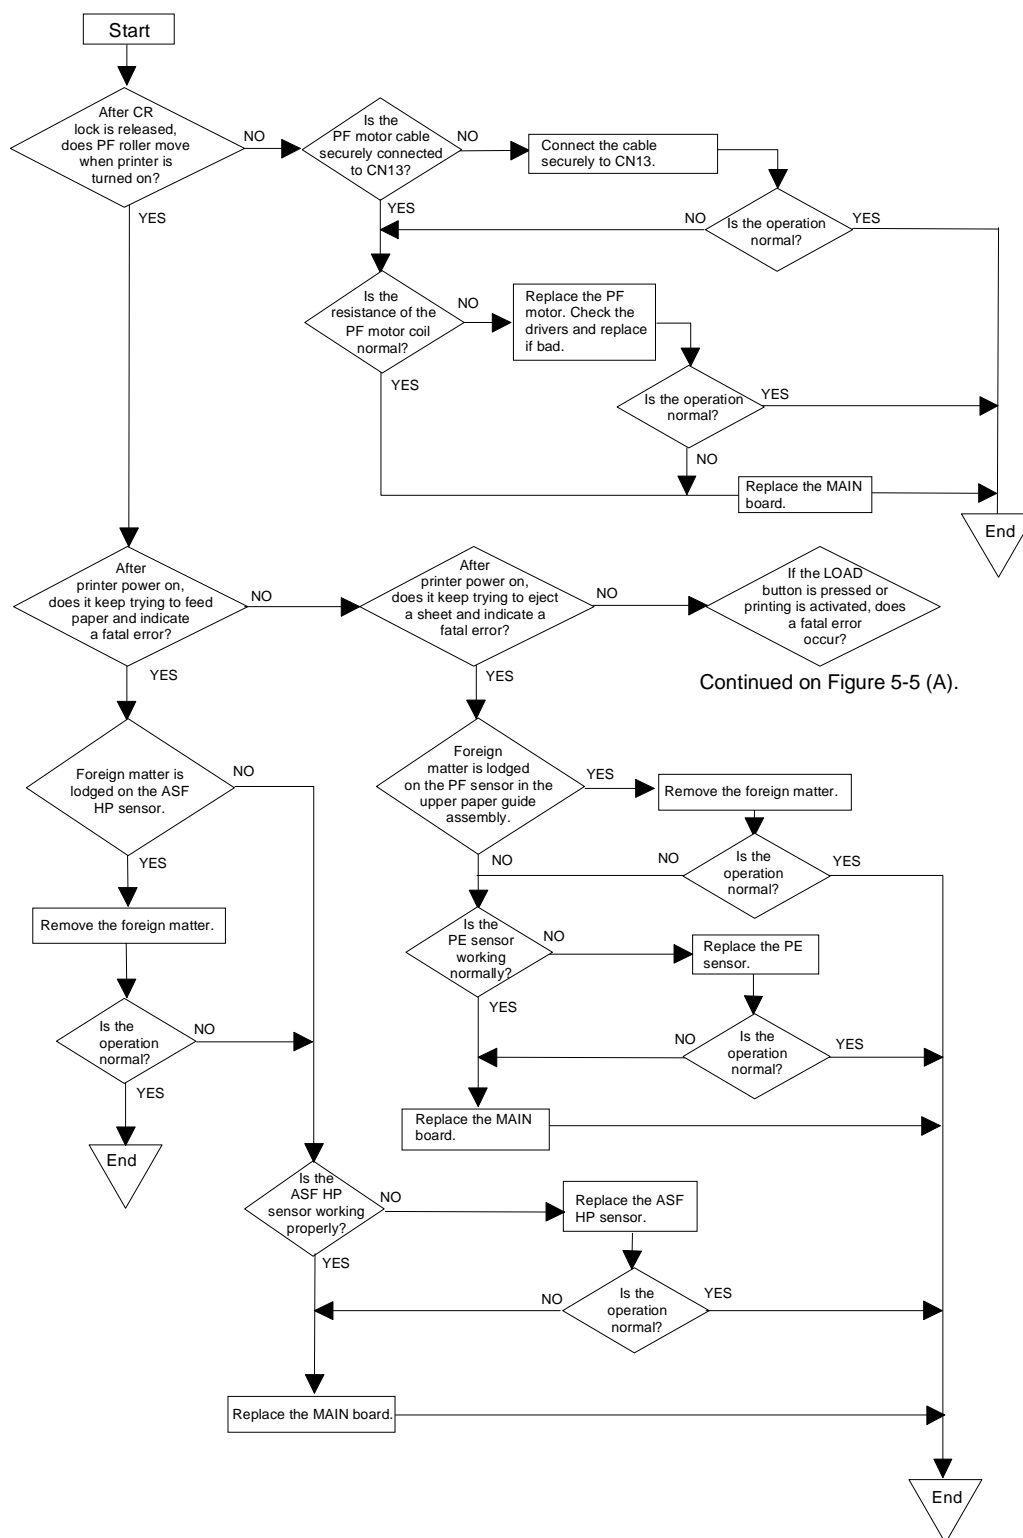 Start
After CR
lock is released,
does PF roller move
when printer is
turned on?
NO
YES
Is the
PF motor cable
securely connected
to CN13?
NO
YES
Connect the cable
securely to CN13.
Is the operation
normal?
NO
YES
Is the
resistance of the
PF motor coil
normal?
NO
YES
Replace the PF
motor. Check the
drivers and replace
if bad.
Is the operation
normal?
YES
NO
Replace the MAIN
board.
End
After
printer power on,
does it keep trying to feed
paper and indicate
a fatal error?
NO
YES
After
printer power on,
does it keep trying to eject
a sheet and indicate a
fatal error?
NO
YES
If the LOAD
button is pressed or
printing is activated, does
a fatal error
occur?
Continued on Figure 5-5 (A).
Foreign matter is
lodged on the ASF
HP sensor.
NO
YES
Remove the foreign matter.
Is the
operation
normal?
NO
YES
End
Foreign
matter is lodged
on the PF sensor in the
upper paper guide
assembly.
YES
NO
Remove the foreign matter.
Is the
operation
normal?
NO
YES
Is the
PE sensor
working
normally?
NO
YES
Replace the PE
sensor.
Is the
operation
normal?
NO
YES
Replace the MAIN
board.
Is the
ASF HP
sensor working
properly?
NO
YES
Replace the ASF
HP sensor.
Is the
operation
normal?
NO
YES
Replace the MAIN board.
End